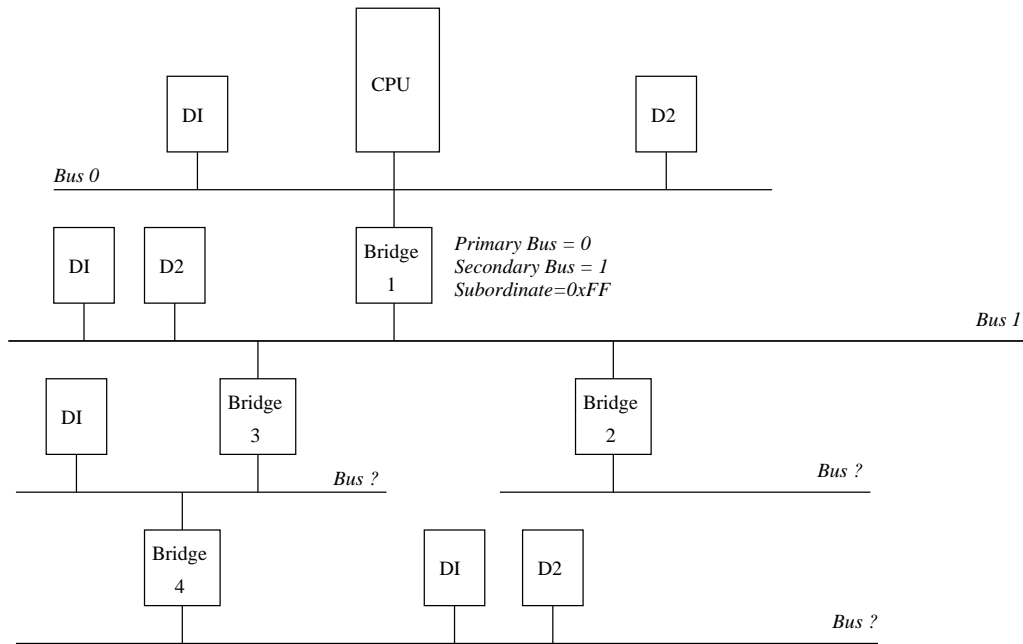 CPU
DI
D2
Bus 0
DI
D2
Bridge
1
Primary Bus = 0
Secondary Bus = 1
Subordinate=0xFF
Bus 1
DI
Bridge
3
Bridge
2
Bus ?
Bus ?
Bridge
4
DI
D2
Bus ?